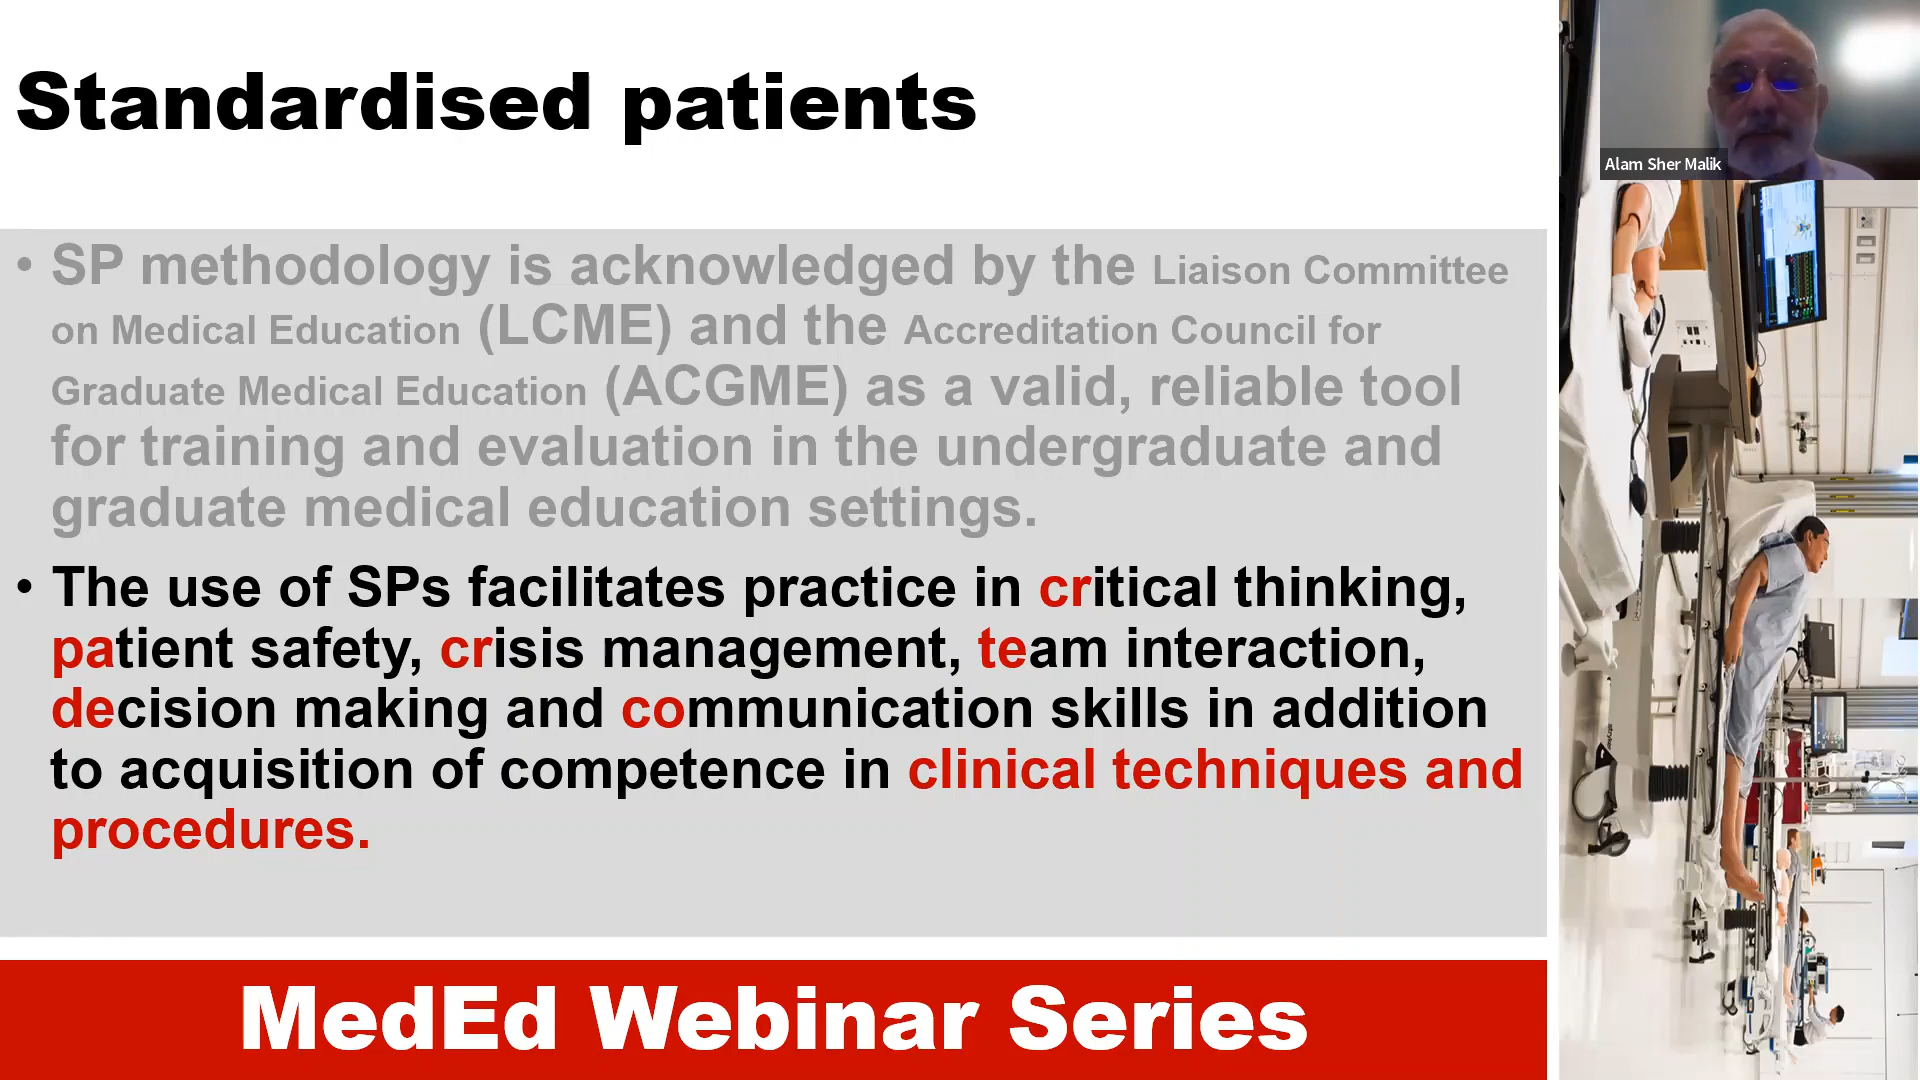 Standardised patients
• SP methodology is acknowledged by the Liaison Committee
on Medical Education (LCME) and the Accreditation Council for
Graduate Medical Education (ACGME) as a valid, reliable tool
for training and evaluation in the undergraduate and
graduate medical education settings.
• The use of SPs facilitates practice in critical thinking,
patient safety, crisis management, team interaction,
decision making and communication skills in addition
to acquisition of competence in clinical techniques and
procedures.
MedEd Webinar Series
Alam Sher Malik